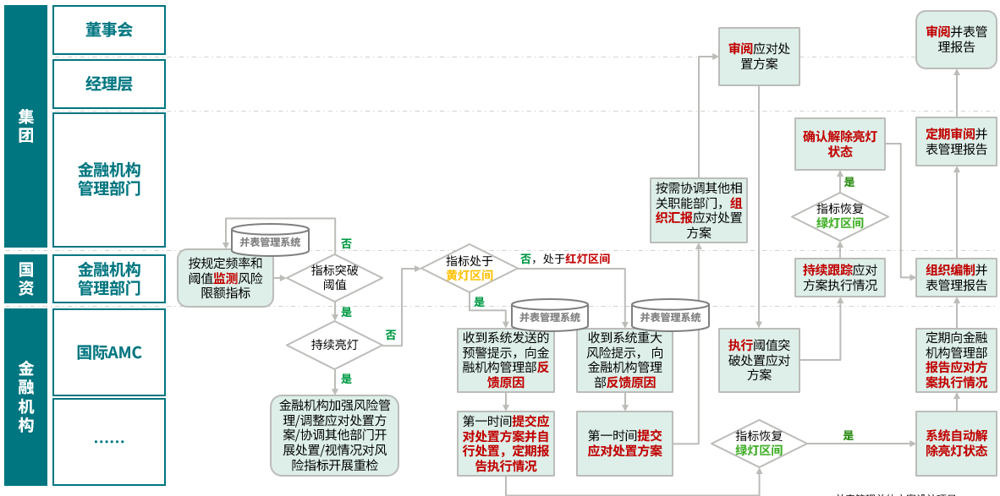 集
团
董事会
经理层
金融机构
管理部门
国
资
金融机构
管理部门
金
融
机
构
国际AMC
……
并表管理系统
按规定频率和
阈值监测风险
限额指标
否
指标突破
阈值
是
持续亮灯
否
是
金融机构加强风险管
理/调整应对处置方
案/协调其他部门开
展处置/视情况对风
险指标开展重检
指标处于
黄灯区间
否，处于红灯区间
是
并表管理系统
收到系统发送的
预警提示，向金
融机构管理部反
馈原因
第一时间提交应
对处置方案并自
行处置，定期报
告执行情况
并表管理系统
收到系统重大
风险提示， 向
金融机构管理
部反馈原因
第一时间提交
应对处置方案
按需协调其他相
关职能部门，组
织汇报应对处置
方案
审阅应对处
置方案
执行阈值突
破处置应对
方案
持续跟踪应对
方案执行情况
指标恢复
绿灯区间
是
确认解除亮灯
状态
指标恢复
绿灯区间
是
系统自动解
除亮灯状态
定期向金融
机构管理部
报告应对方
案执行情况
组织编制并
表管理报告
定期审阅并
表管理报告
审阅并表管
理报告